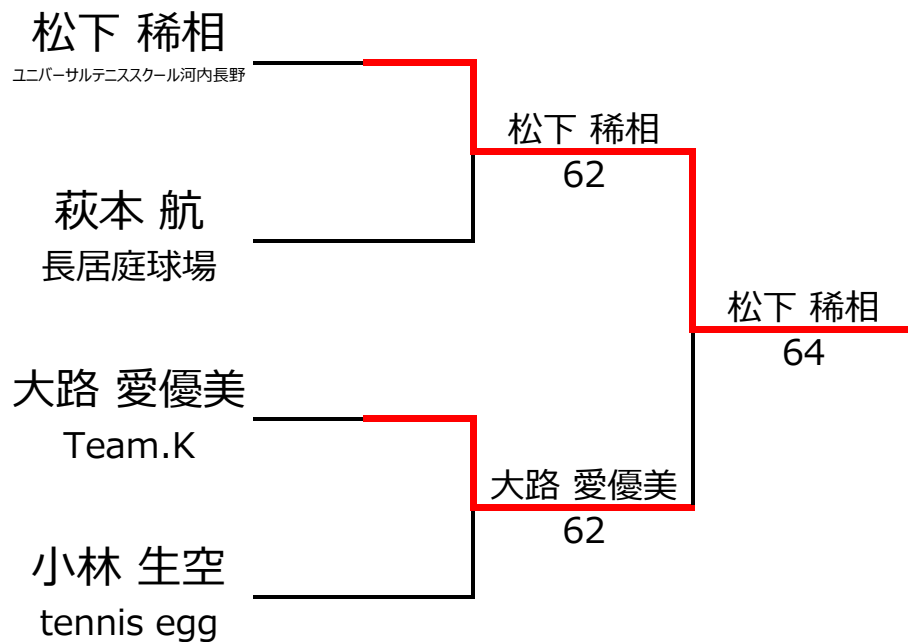 松下 稀相
ユニバーサルテニススクール河内長野
松下 稀相
62
萩本 航
長居庭球場
松下 稀相
64
大路 愛優美
Team.K
大路 愛優美
62
小林 生空
tennis egg